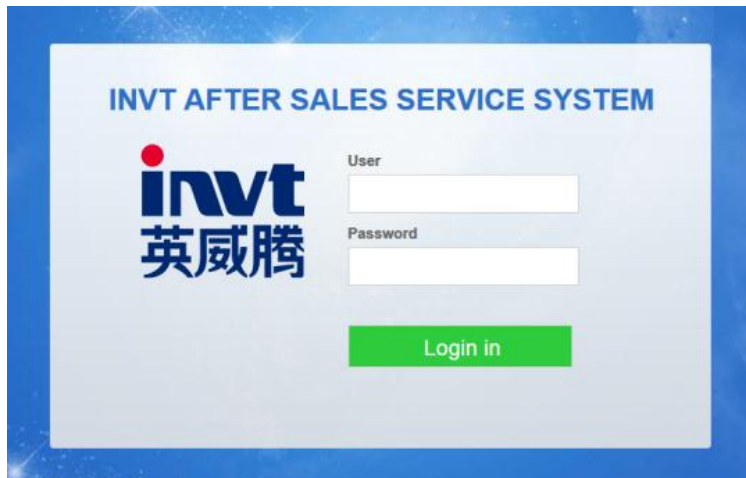 INVT AFTER SALES SERVICE SYSTEM
invt
英威腾
User
Password
Login in